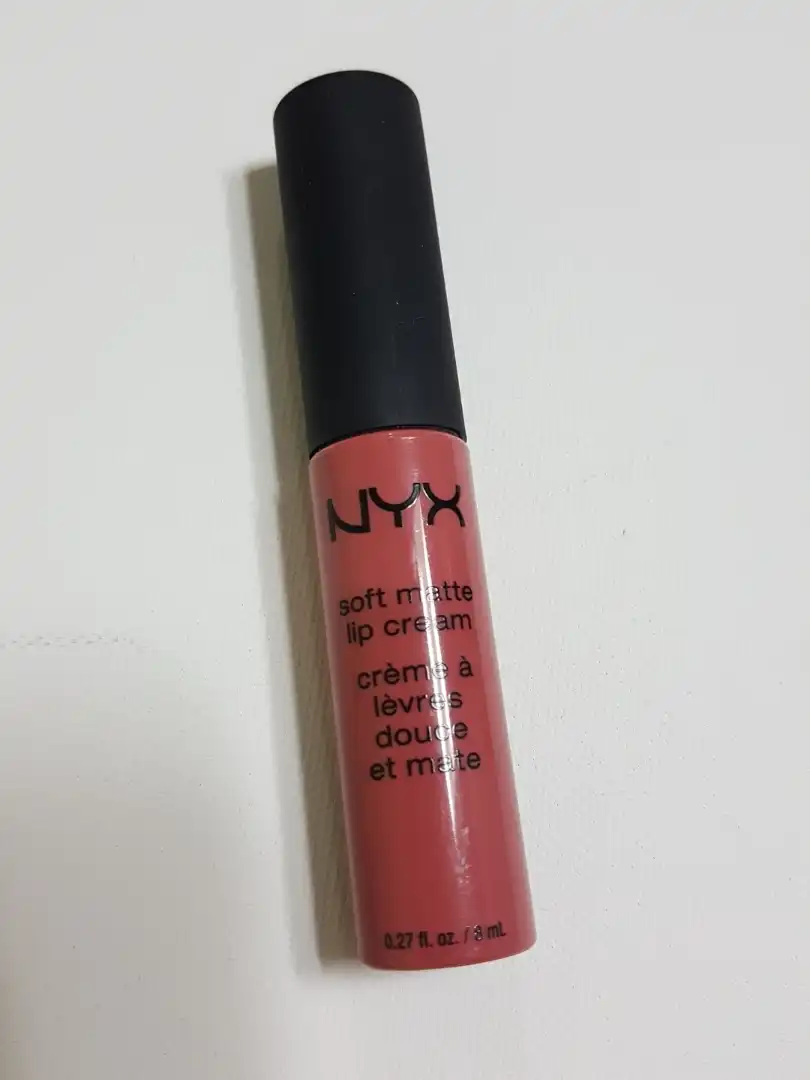 NYX
soft matte
lip cream
crème à
lèvres
douce
et mate
0.27 fl. oz. / 8 mL